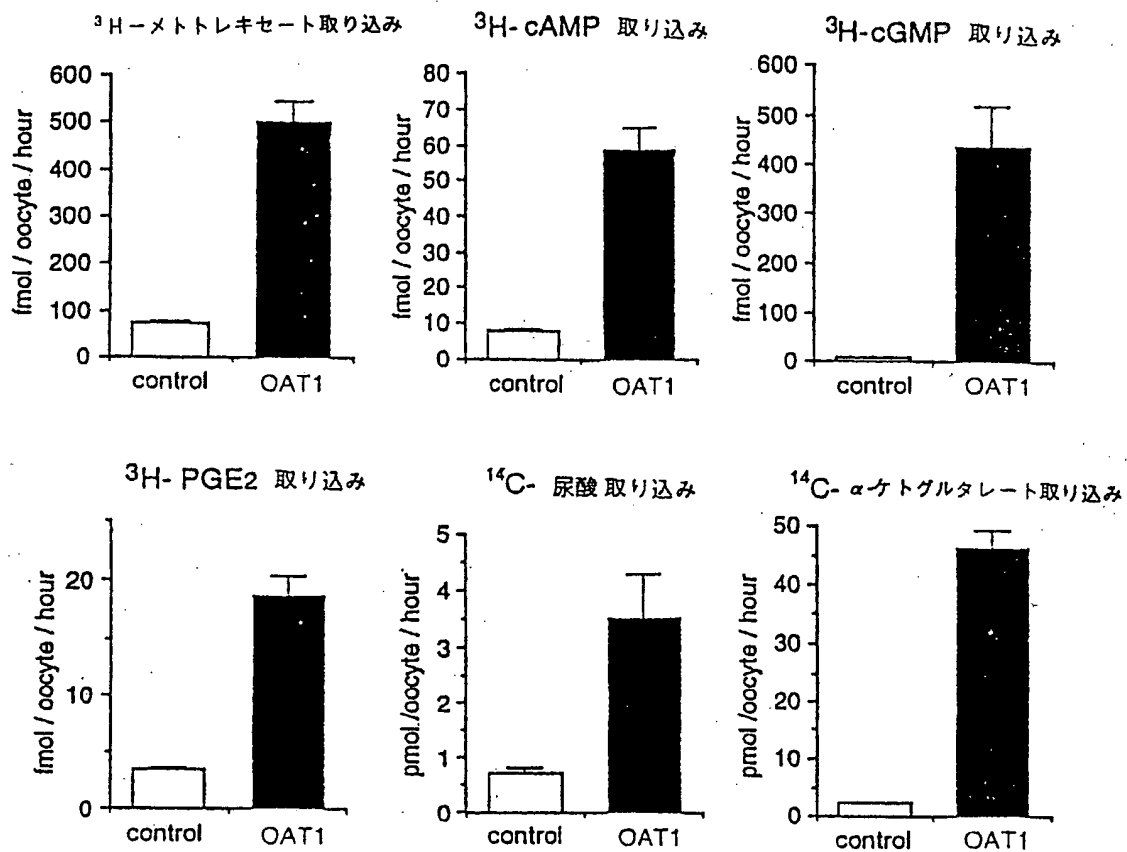 ³H-メトトレキセート取り込み
600
500
400
300
200
100
0
fmol / oocyte / hour
control OAT1
³H- cAMP 取り込み
80
70
60
50
40
30
20
10
0
fmol / oocyte / hour
control OAT1
³H-cGMP 取り込み
600
500
400
300
200
100
0
fmol / oocyte / hour
control OAT1
³H- PGE2 取り込み
20
10
0
fmol / oocyte / hour
control OAT1
¹⁴C- 尿酸 取り込み
5
4
3
2
1
0
pmol./oocyte / hour
control OAT1
¹⁴C- α-ケトグルタレート取り込み
50
40
30
20
10
0
pmol /oocyte / hour
control OAT1